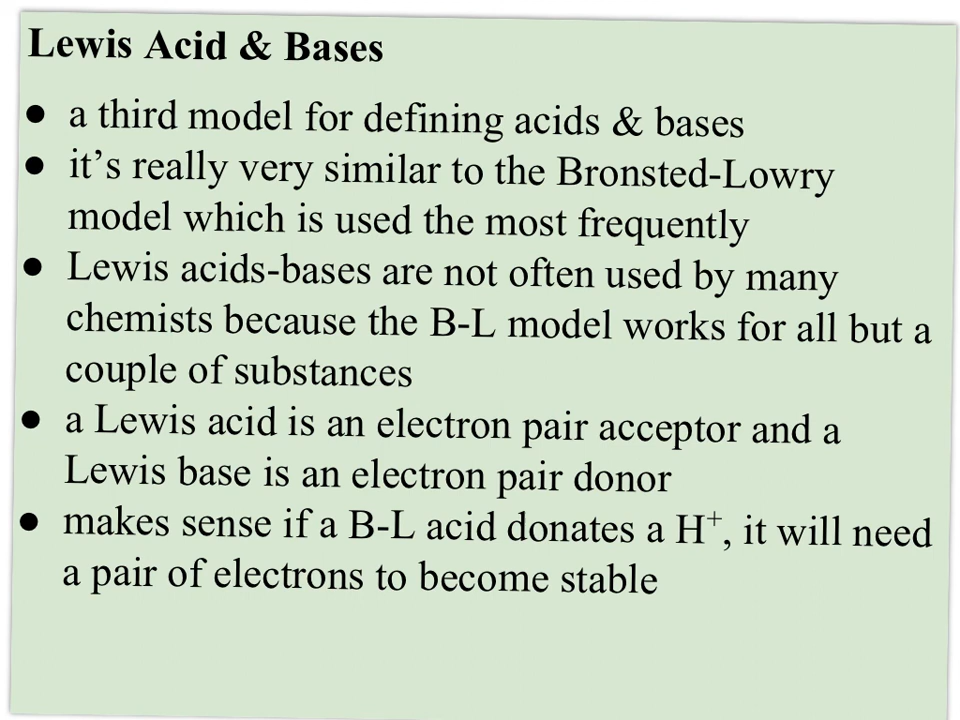 Lewis Acid & Bases
● a third model for defining acids & bases
● it’s really very similar to the Bronsted-Lowry
model which is used the most frequently
● Lewis acids-bases are not often used by many
chemists because the B-L model works for all but a
couple of substances
● a Lewis acid is an electron pair acceptor and a
Lewis base is an electron pair donor
● makes sense if a B-L acid donates a H⁺, it will need
a pair of electrons to become stable